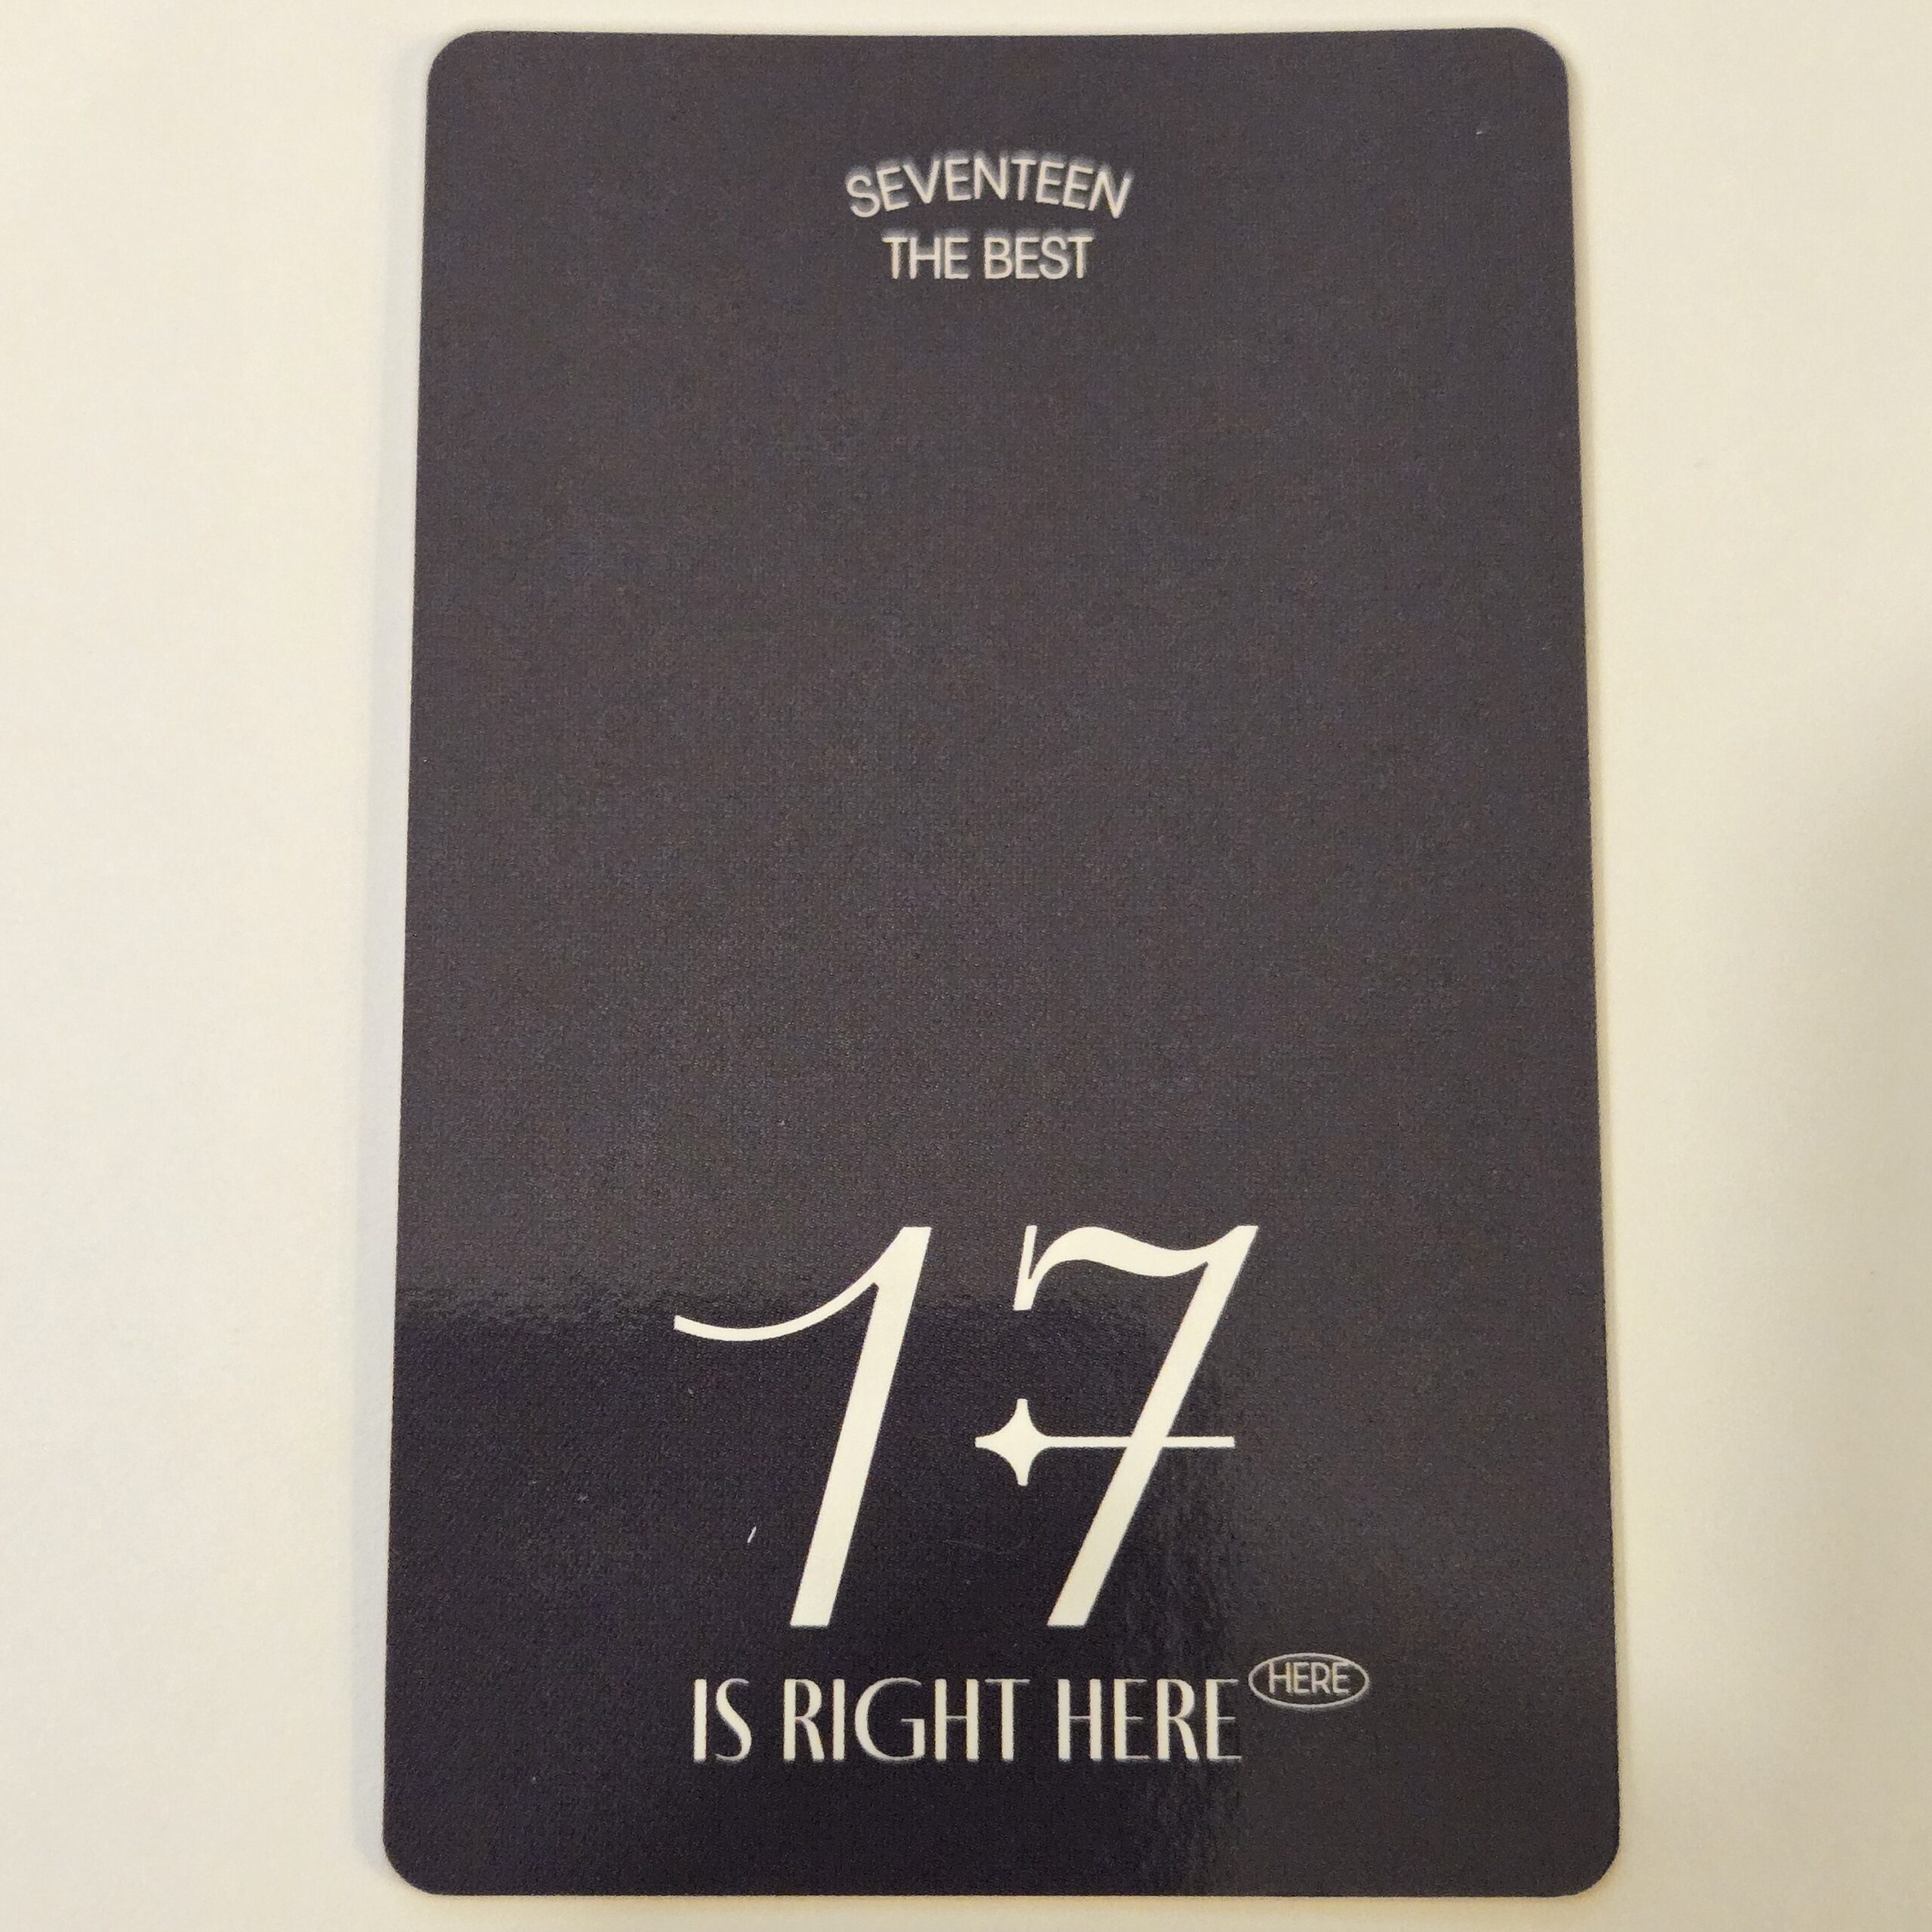 SEVENTEEN
THE BEST
17
IS RIGHT HERE HERE